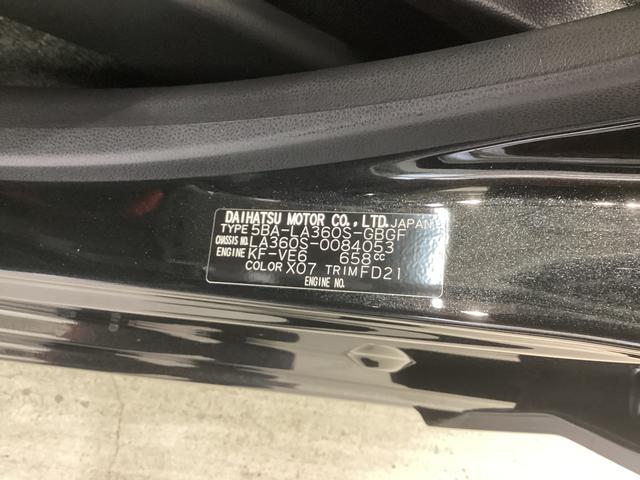 DAIHATSU MOTOR CO., LTD. JAPAN
TYPE 5BA-LA360S-GBGF
CHASSIS NO. LA360S-0084053
ENGINE KF-VE6 658cc
COLOR X07 TRIM FD21
ENGINE NO.